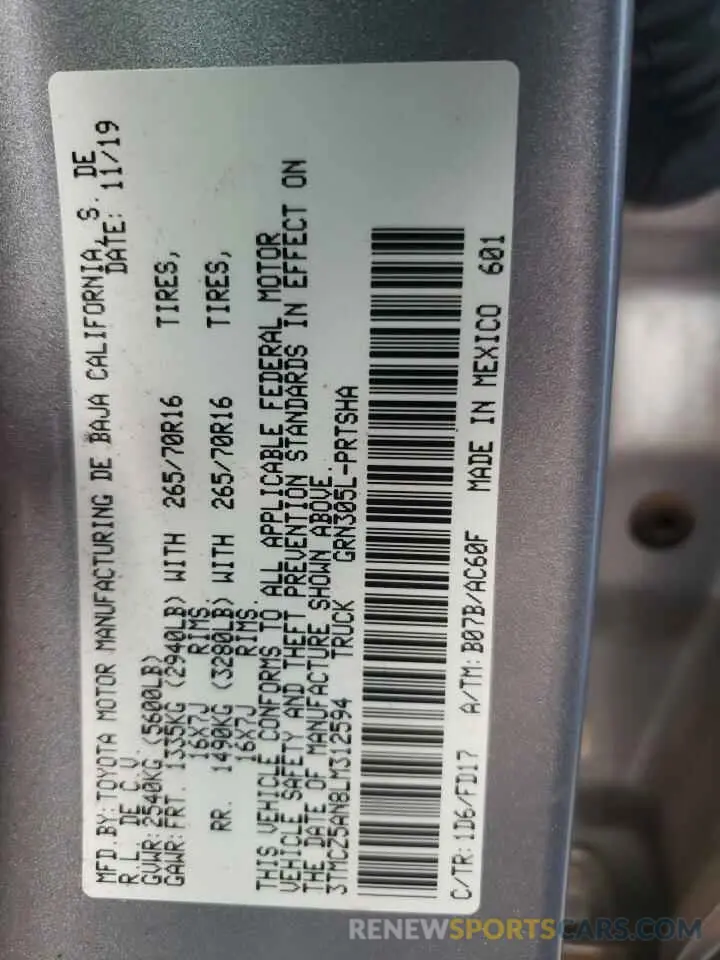 MFD.BY:TOYOTA MOTOR MANUFACTURING DE BAJA CALIFORNIA, S. DE
R.L. DE C.V. DATE: 11/19
GVWR:2540KG (5600LB)
GAWR:FRT. 1335KG (2940LB) WITH 265/70R16 TIRES,
16X7J RIMS.
RR. 1490KG (3280LB) WITH 265/70R16 TIRES,
16X7J RIMS.
THIS VEHICLE CONFORMS TO ALL APPLICABLE FEDERAL MOTOR
VEHICLE SAFETY AND THEFT PREVENTION STANDARDS IN EFFECT ON
THE DATE OF MANUFACTURE SHOWN ABOVE.
3TMCZ5AN8LM312594 TRUCK GRN305L-PRTSHA
C/TR:1D6/FD17 A/TM:B07B/AC60F MADE IN MEXICO 601
RENEWSPORTSCARS.COM